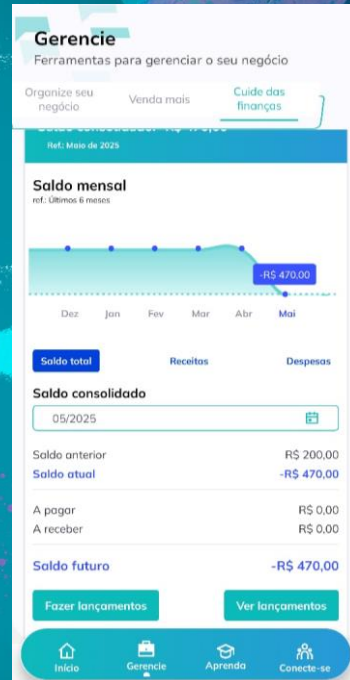 Gerencie
Ferramentas para gerenciar o seu negócio
Organize seu negócio
Venda mais
Cuide das finanças
Ref.: Maio de 2025
Saldo mensal
ref.: Últimos 6 meses
-R$ 470,00
Dez Jan Fev Mar Abr Mai
Saldo total Receitas Despesas
Saldo consolidado
05/2025
Saldo anterior R$ 200,00
Saldo atual -R$ 470,00
A pagar R$ 0,00
A receber R$ 0,00
Saldo futuro -R$ 470,00
Fazer lançamentos Ver lançamentos
Início Gerencie Aprenda Conecte-se